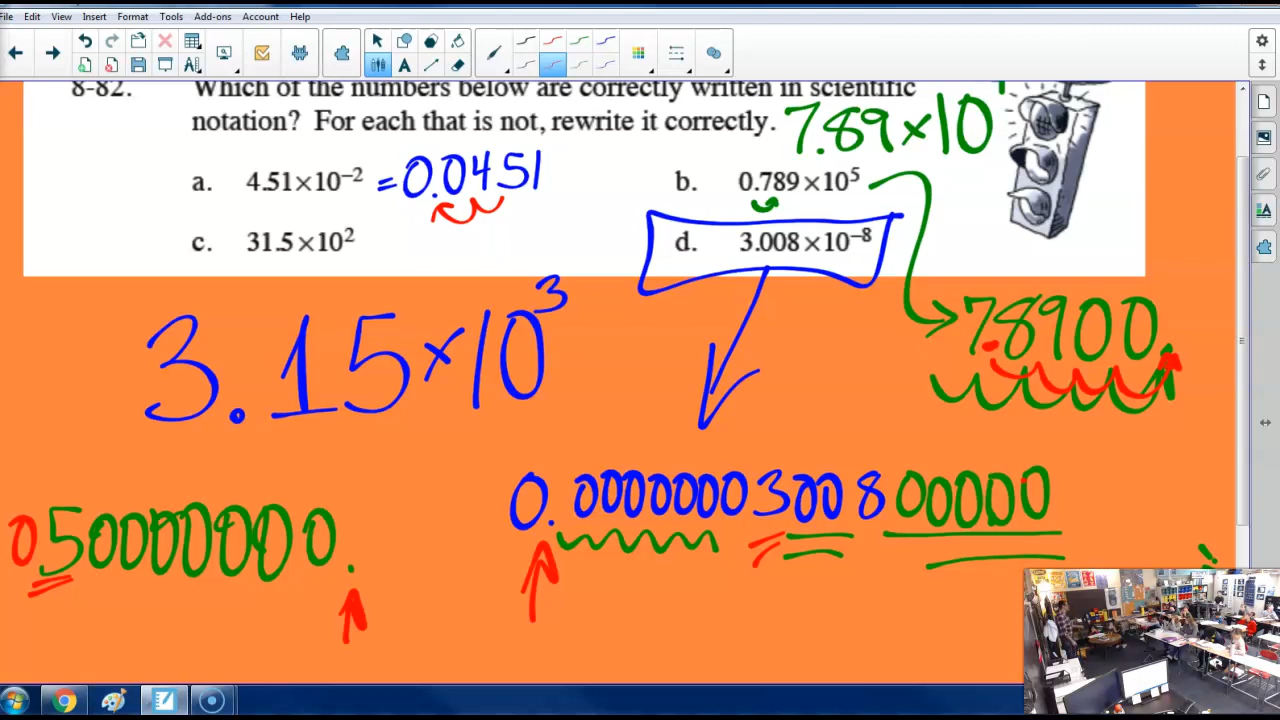 File Edit View Insert Format Tools Add-ons Account Help
8-82. Which of the numbers below are correctly written in scientific
notation? For each that is not, rewrite it correctly. 7.89×10
a. 4.51×10⁻² = 0.0451
b. 0.789×10⁵
c. 31.5×10²
d. 3.008×10⁻⁸
78900.
3.15×10³
0.0000000300800000